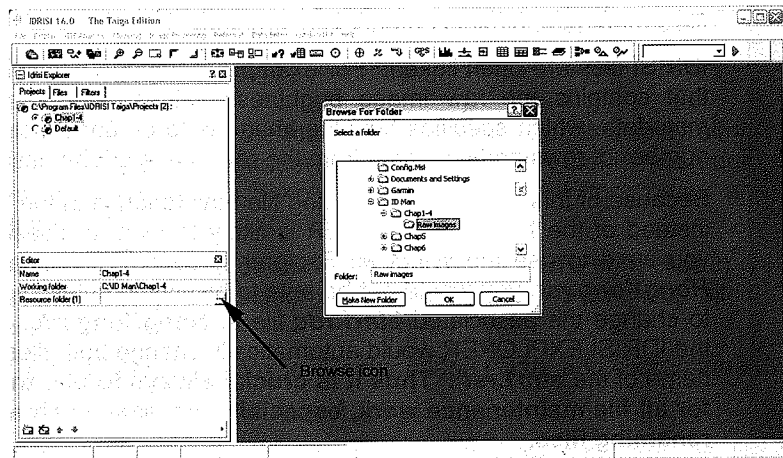 IDRISI 16.0 The Taiga Edition
Idrisi Explorer
Projects Files Filters
C:\Program Files\IDRISI Taiga\Projects [2] :
Chap1-4
Default
Editor
Name Chap1-4
Working folder C:\ID Man\Chap1-4
Resource folder (1)
Browse For Folder
Select a folder
Config.Msi
Documents and Settings
Garmin
ID Man
Chap1-4
Raw images
Chap5
Chap6
Folder: Raw images
Make New Folder OK Cancel
Browse icon